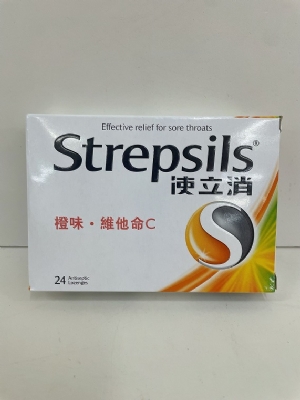 Effective relief for sore throats
Strepsils®
使立消
橙味·維他命C
24 Antiseptic
Lozenges